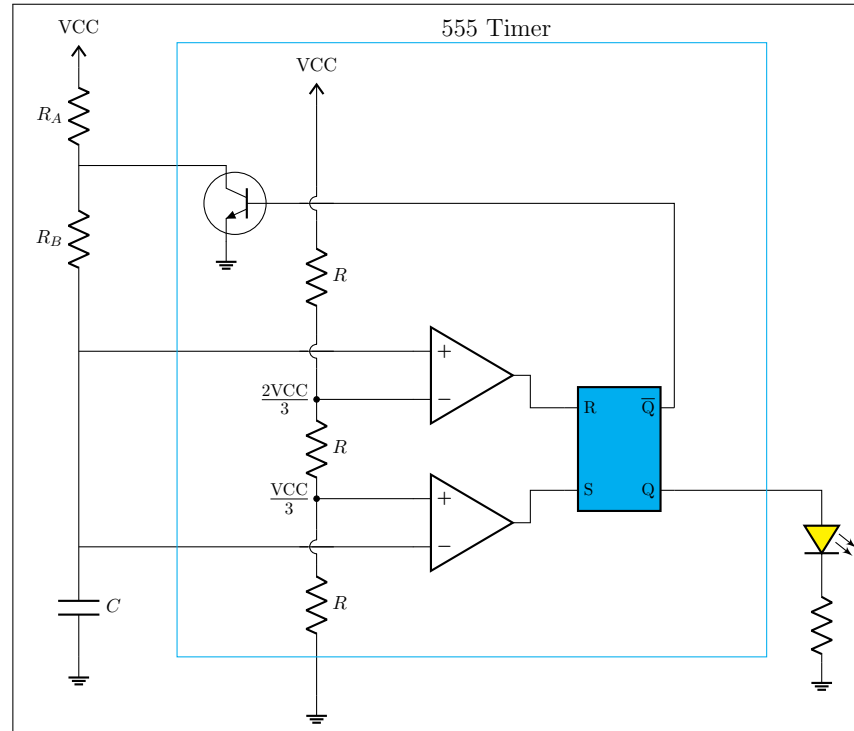 555 Timer
VCC
VCC
R_A
R_B
R
+
2VCC/3
−
R
Q̅
R
VCC/3
+
S
Q
−
C
R